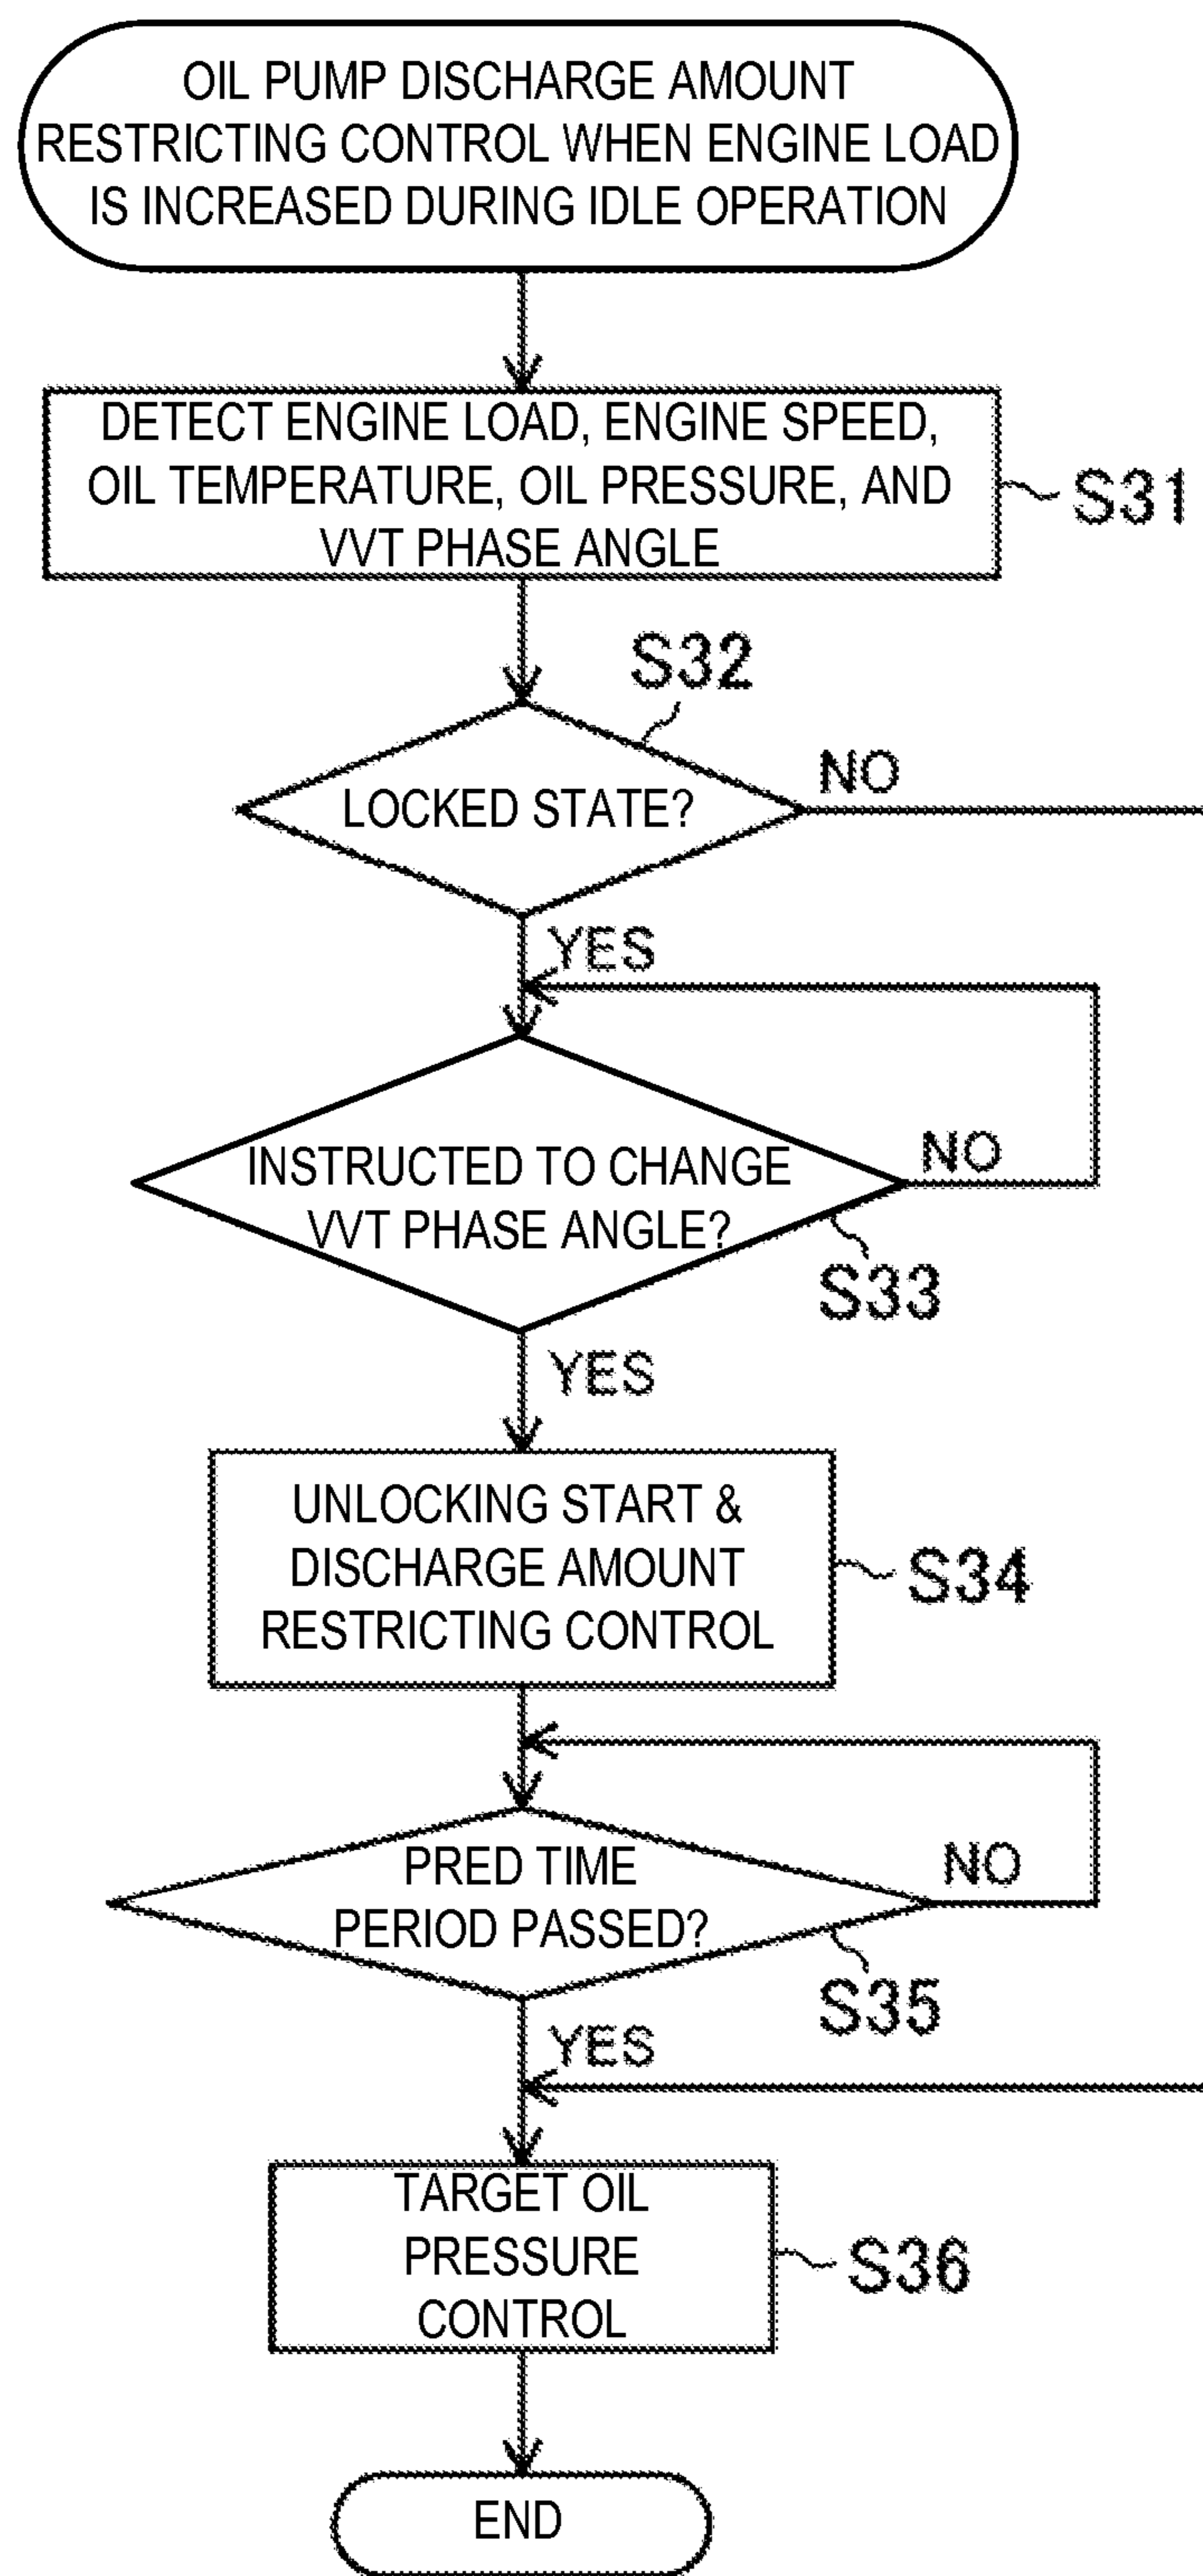 OIL PUMP DISCHARGE AMOUNT
RESTRICTING CONTROL WHEN ENGINE LOAD
IS INCREASED DURING IDLE OPERATION
DETECT ENGINE LOAD, ENGINE SPEED,
OIL TEMPERATURE, OIL PRESSURE, AND
VVT PHASE ANGLE
S31
S32
LOCKED STATE?
NO
YES
INSTRUCTED TO CHANGE
VVT PHASE ANGLE?
NO
S33
YES
UNLOCKING START &
DISCHARGE AMOUNT
RESTRICTING CONTROL
S34
PRED TIME
PERIOD PASSED?
NO
S35
YES
TARGET OIL
PRESSURE
CONTROL
S36
END